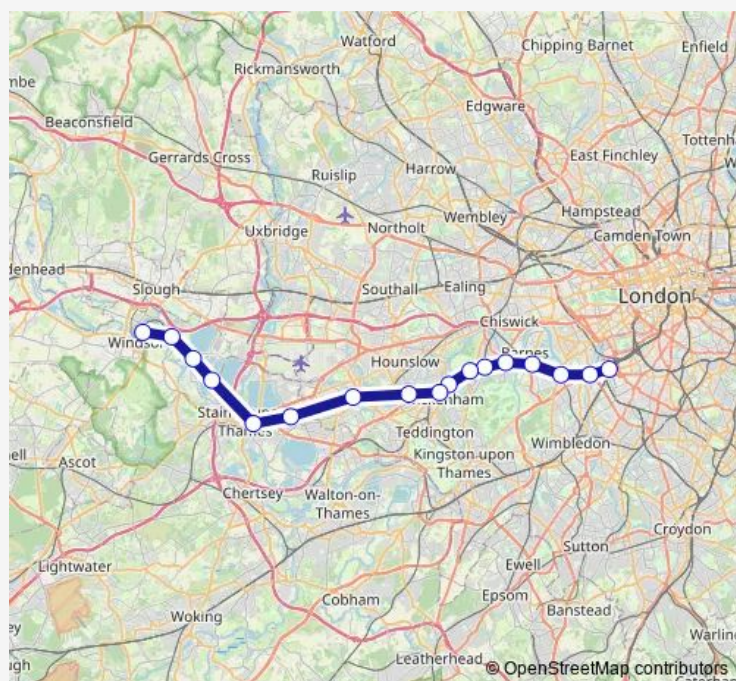 Watford
Chipping Barnet
Enfield
Rickmansworth
Edgware
Beaconsfield
Gerrards Cross
East Finchley
Harrow
Ruislip
Hampstead
Wembley
Uxbridge
Northolt
Camden Town
Slough
Southall
Ealing
London
Chiswick
Hounslow
Teddington
Wimbledon
Kingston upon
Thames
Ascot
Chertsey
Walton-on-
Thames
Croydon
Sutton
Lightwater
Ewell
Epsom
Cobham
Banstead
Woking
Leatherhead
© OpenStreetMap contributors